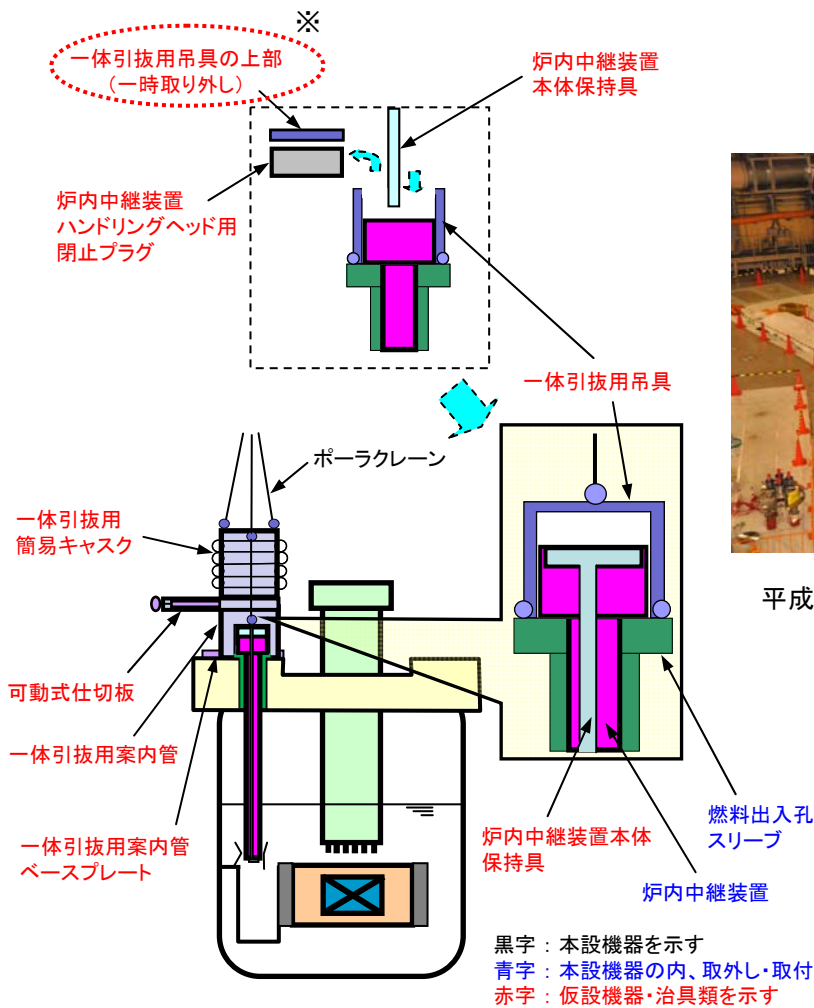 ※
一体引抜用吊具の上部
(一時取り外し)
炉内中継装置
本体保持具
炉内中継装置
ハンドリングヘッド用
閉止プラグ
一体引抜用吊具
ポーラクレーン
一体引抜用
簡易キャスク
平成
可動式仕切板
一体引抜用案内管
一体引抜用案内管
ベースプレート
炉内中継装置本体
保持具
燃料出入孔
スリーブ
炉内中継装置
黒字 : 本設機器を示す
青字 : 本設機器の内、取外し・取付
赤字 : 仮設機器・治具類を示す